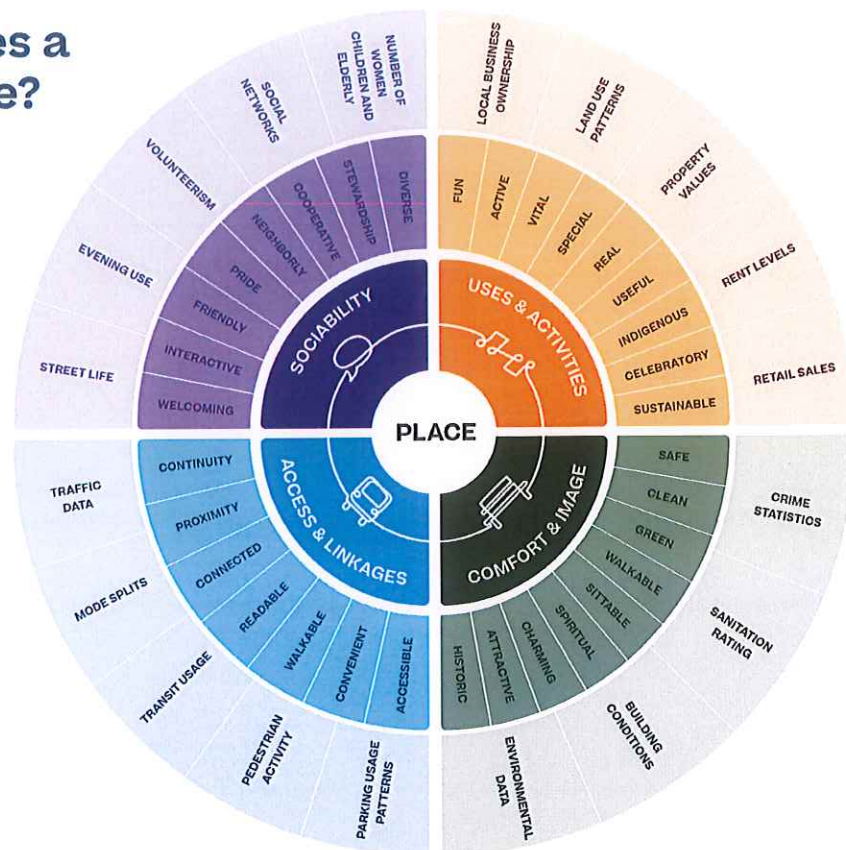 es a
e?
NUMBER OF
WOMEN
CHILDREN AND
ELDERLY
SOCIAL
NETWORKS
VOLUNTEERISM
EVENING USE
STREET LIFE
DIVERSE
STEWARDSHIP
COOPERATIVE
NEIGHBORLY
PRIDE
FRIENDLY
INTERACTIVE
WELCOMING
SOCIABILITY
LOCAL BUSINESS
OWNERSHIP
LAND USE
PATTERNS
PROPERTY
VALUES
RENT LEVELS
RETAIL SALES
FUN
ACTIVE
VITAL
SPECIAL
REAL
USEFUL
INDIGENOUS
CELEBRATORY
SUSTAINABLE
USES & ACTIVITIES
PLACE
ACCESS & LINKAGES
CONTINUITY
PROXIMITY
CONNECTED
READABLE
WALKABLE
CONVENIENT
ACCESSIBLE
TRAFFIC
DATA
MODE SPLITS
TRANSIT USAGE
PEDESTRIAN
ACTIVITY
PARKING USAGE
PATTERNS
COMFORT & IMAGE
SAFE
CLEAN
GREEN
WALKABLE
SITTABLE
SPIRITUAL
CHARMING
ATTRACTIVE
HISTORIC
CRIME
STATISTICS
SANITATION
RATING
BUILDING
CONDITIONS
ENVIRONMENTAL
DATA